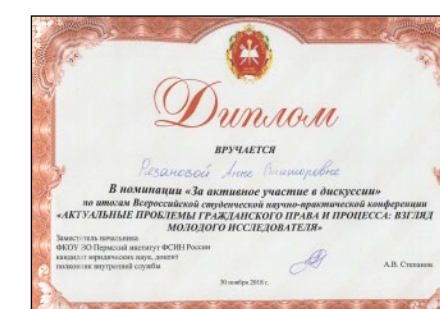 Диплом
ВРУЧАЕТСЯ
Резановой Анне Викторовне
В номинации «За активное участие в дискуссии»
по итогам Всероссийской студенческой научно-практической конференции
«АКТУАЛЬНЫЕ ПРОБЛЕМЫ ГРАЖДАНСКОГО ПРАВА И ПРОЦЕССА: ВЗГЛЯД
МОЛОДОГО ИССЛЕДОВАТЕЛЯ»
Заместитель начальника
ФКОУ ВО Пермский институт ФСИН России
кандидат юридических наук, доцент
полковник внутренней службы
А.В. Степанов
30 ноября 2018 г.